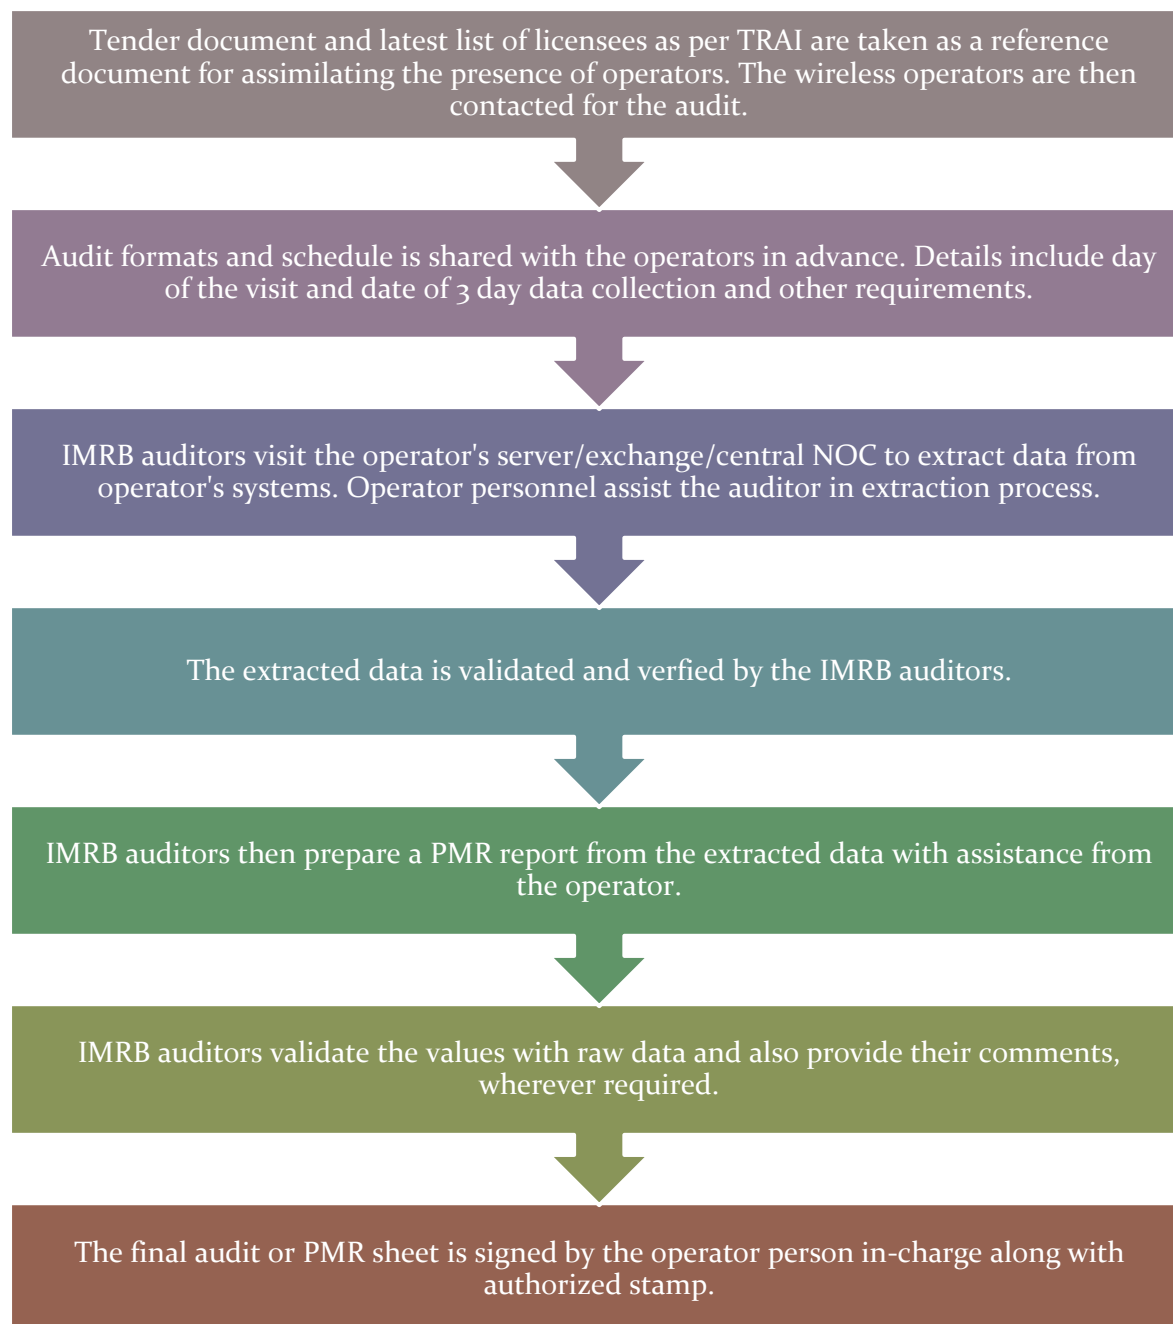 Tender document and latest list of licensees as per TRAI are taken as a reference
document for assimilating the presence of operators. The wireless operators are then
contacted for the audit.
Audit formats and schedule is shared with the operators in advance. Details include day
of the visit and date of 3 day data collection and other requirements.
IMRB auditors visit the operator's server/exchange/central NOC to extract data from
operator's systems. Operator personnel assist the auditor in extraction process.
The extracted data is validated and verfied by the IMRB auditors.
IMRB auditors then prepare a PMR report from the extracted data with assistance from
the operator.
IMRB auditors validate the values with raw data and also provide their comments,
wherever required.
The final audit or PMR sheet is signed by the operator person in-charge along with
authorized stamp.